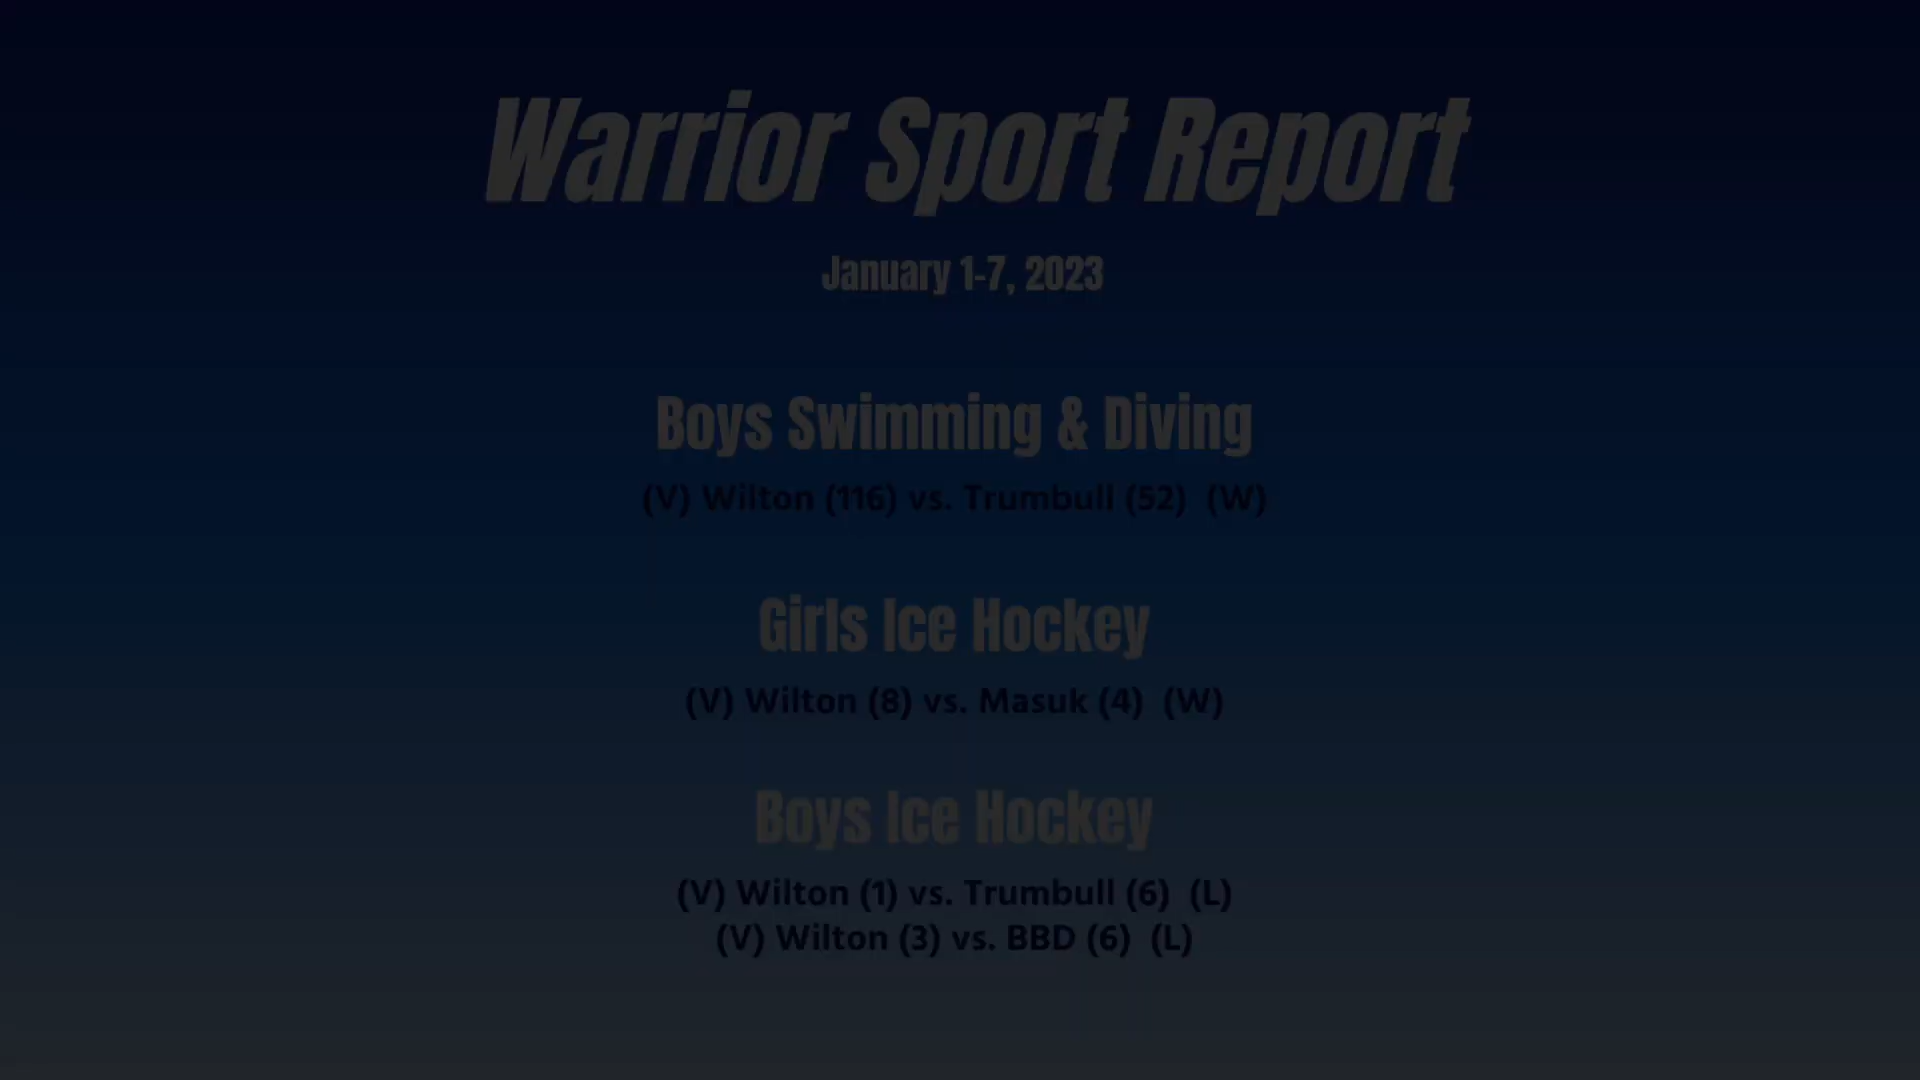 Warrior Sport Report
January 1-7, 2023
Boys Swimming & Diving
(V) Wilton (116) vs. Trumbull (52) (W)
Girls Ice Hockey
(V) Wilton (8) vs. Masuk (4) (W)
Boys Ice Hockey
(V) Wilton (1) vs. Trumbull (6) (L)
(V) Wilton (3) vs. BBD (6) (L)